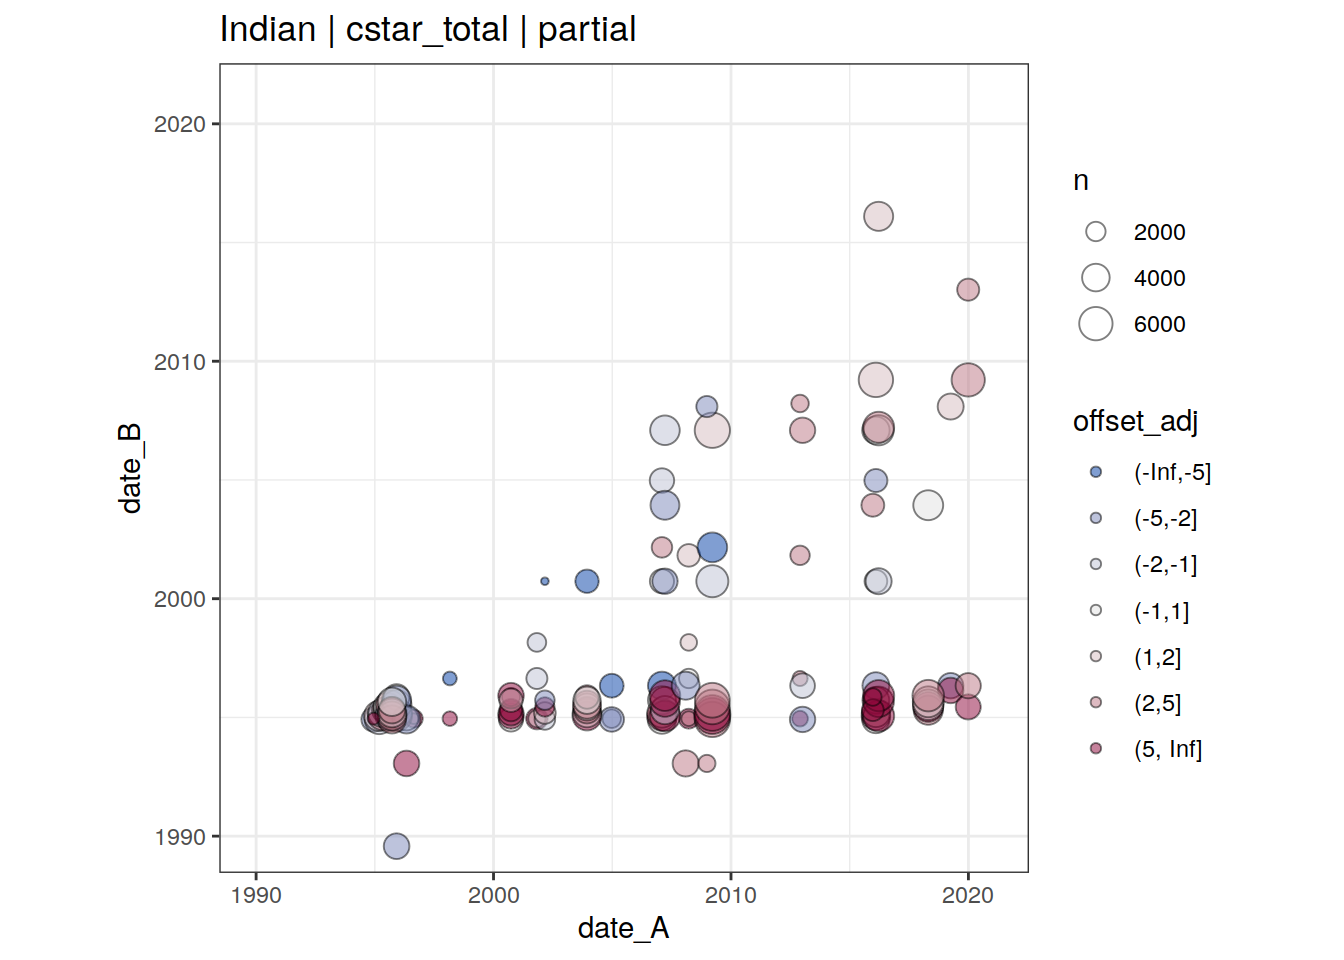 Indian | cstar_total | partial
2020
2010
2000
1990
date_B
1990
2000
2010
2020
date_A
n
2000
4000
6000
offset_adj
(-Inf,-5]
(-5,-2]
(-2,-1]
(-1,1]
(1,2]
(2,5]
(5, Inf]